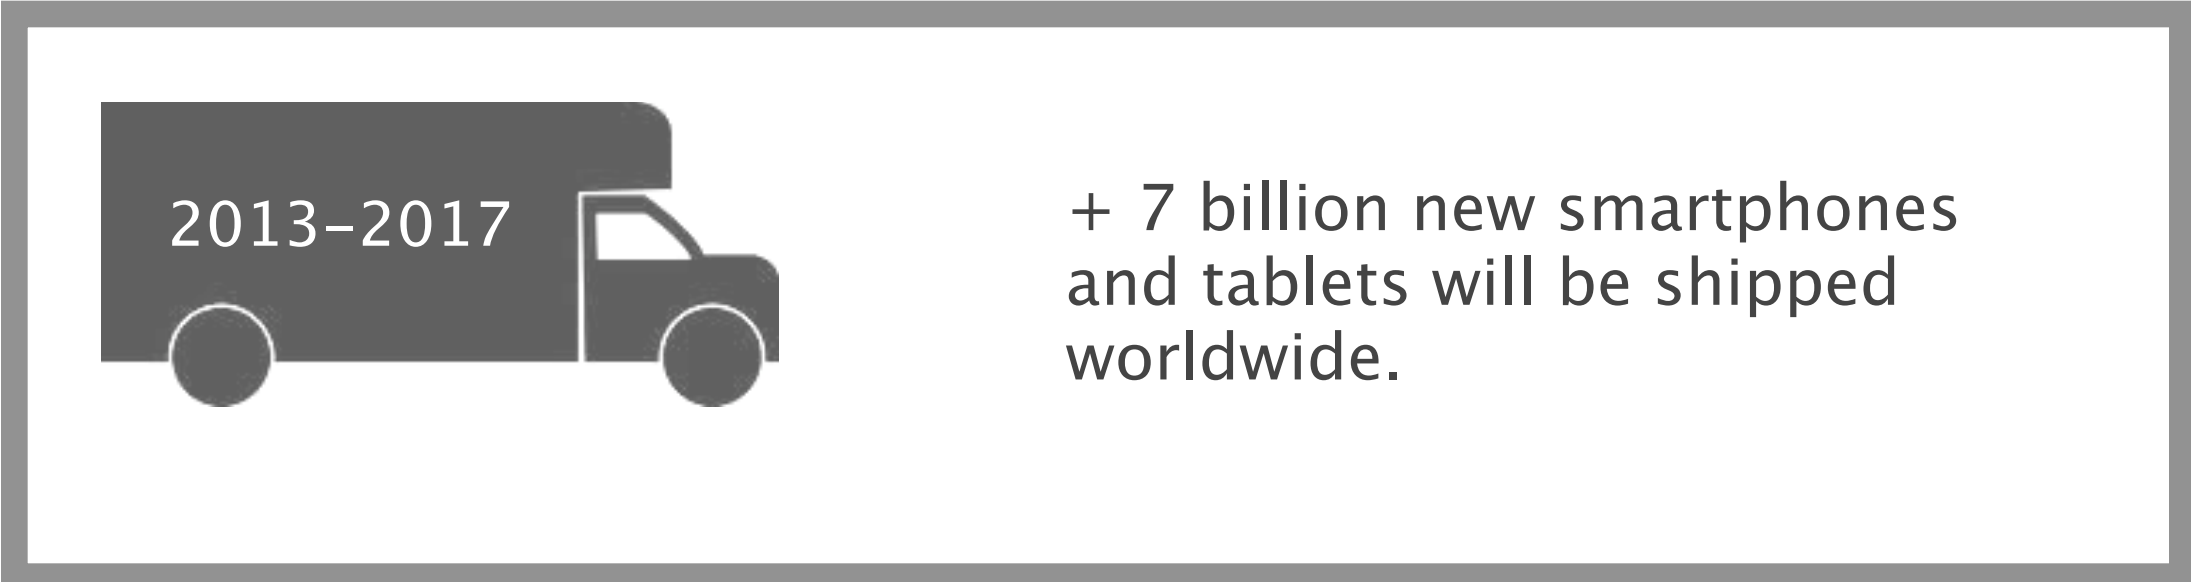 2013–2017
+ 7 billion new smartphones
and tablets will be shipped
worldwide.